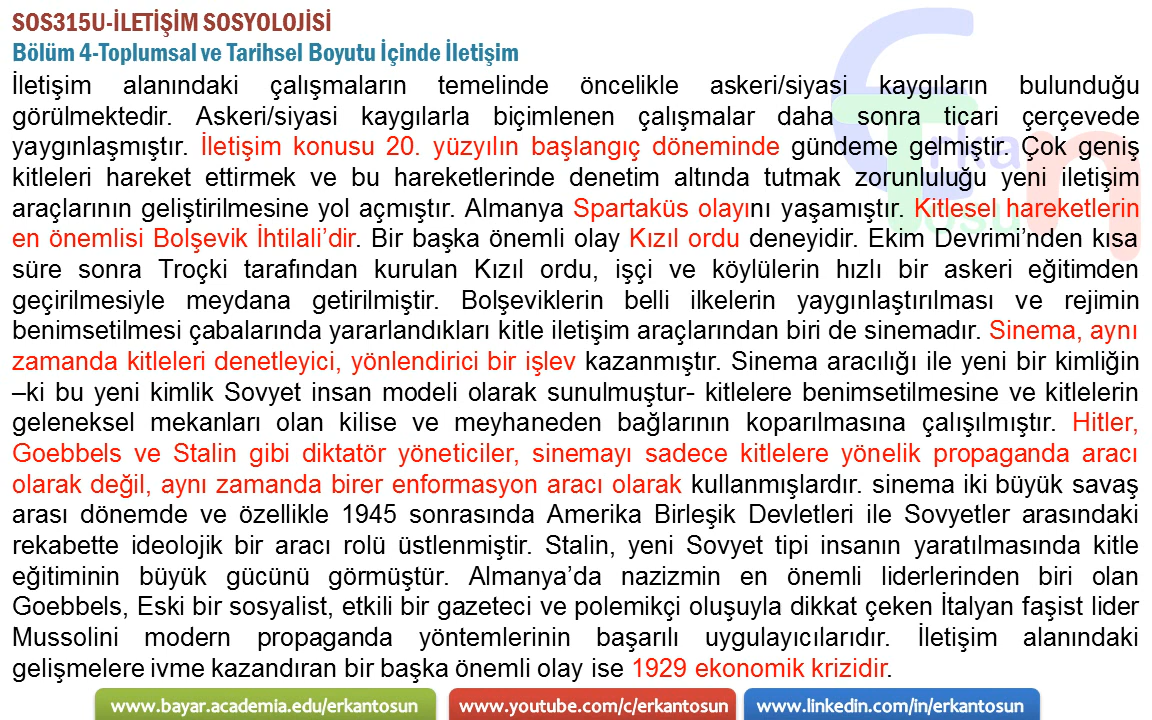 SOS315U-İLETİŞİM SOSYOLOJİSİ
Bölüm 4-Toplumsal ve Tarihsel Boyutu İçinde İletişim
İletişim alanındaki çalışmaların temelinde öncelikle askeri/siyasi kaygıların bulunduğu
görülmektedir. Askeri/siyasi kaygılarla biçimlenen çalışmalar daha sonra ticari çerçevede
yaygınlaşmıştır. İletişim konusu 20. yüzyılın başlangıç döneminde gündeme gelmiştir. Çok geniş
kitleleri hareket ettirmek ve bu hareketlerinde denetim altında tutmak zorunluluğu yeni iletişim
araçlarının geliştirilmesine yol açmıştır. Almanya Spartaküs olayını yaşamıştır. Kitlesel hareketlerin
en önemlisi Bolşevik İhtilali’dir. Bir başka önemli olay Kızıl ordu deneyidir. Ekim Devrimi’nden kısa
süre sonra Troçki tarafından kurulan Kızıl ordu, işçi ve köylülerin hızlı bir askeri eğitimden
geçirilmesiyle meydana getirilmiştir. Bolşeviklerin belli ilkelerin yaygınlaştırılması ve rejimin
benimsetilmesi çabalarında yararlandıkları kitle iletişim araçlarından biri de sinemadır. Sinema, aynı
zamanda kitleleri denetleyici, yönlendirici bir işlev kazanmıştır. Sinema aracılığı ile yeni bir kimliğin
–ki bu yeni kimlik Sovyet insan modeli olarak sunulmuştur- kitlelere benimsetilmesine ve kitlelerin
geleneksel mekanları olan kilise ve meyhaneden bağlarının koparılmasına çalışılmıştır. Hitler,
Goebbels ve Stalin gibi diktatör yöneticiler, sinemayı sadece kitlelere yönelik propaganda aracı
olarak değil, aynı zamanda birer enformasyon aracı olarak kullanmışlardır. sinema iki büyük savaş
arası dönemde ve özellikle 1945 sonrasında Amerika Birleşik Devletleri ile Sovyetler arasındaki
rekabette ideolojik bir aracı rolü üstlenmiştir. Stalin, yeni Sovyet tipi insanın yaratılmasında kitle
eğitiminin büyük gücünü görmüştür. Almanya’da nazizmin en önemli liderlerinden biri olan
Goebbels, Eski bir sosyalist, etkili bir gazeteci ve polemikçi oluşuyla dikkat çeken İtalyan faşist lider
Mussolini modern propaganda yöntemlerinin başarılı uygulayıcılarıdır. İletişim alanındaki
gelişmelere ivme kazandıran bir başka önemli olay ise 1929 ekonomik krizidir.
www.bayar.academia.edu/erkantosun
www.youtube.com/c/erkantosun
www.linkedin.com/in/erkantosun